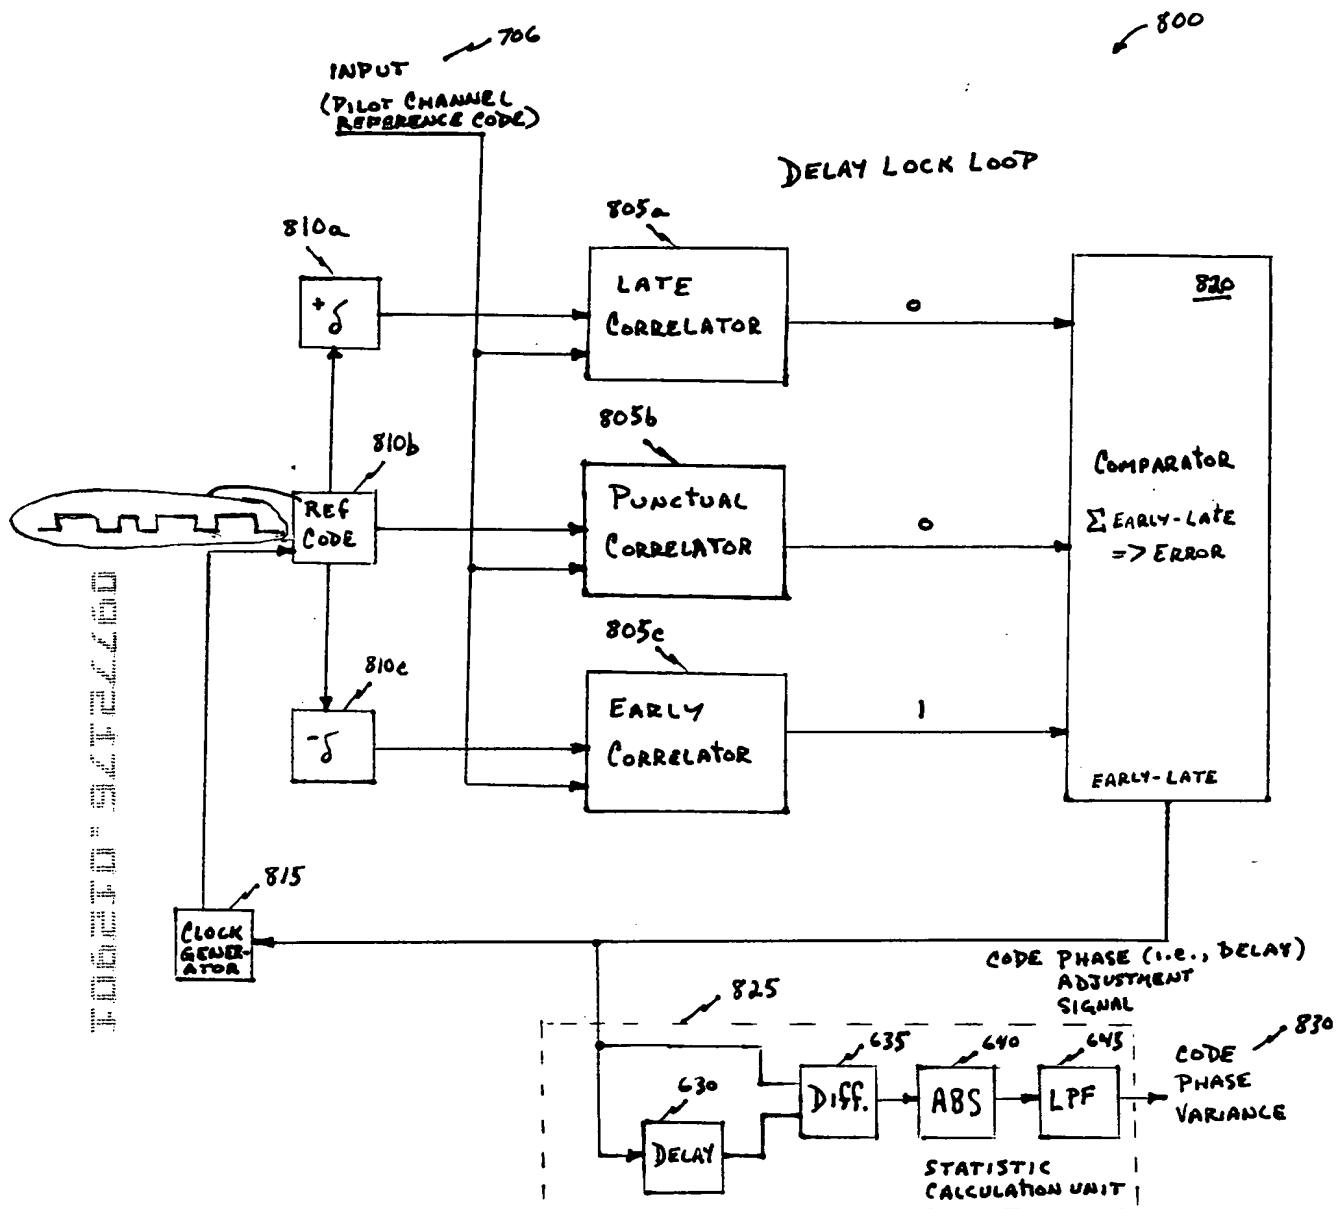 800
706
INPUT
(PILOT CHANNEL
REFERENCE CODE)
DELAY LOCK LOOP
805a
810a
LATE
CORRELATOR
+δ
0
820
805b
810b
PUNCTUAL
CORRELATOR
REF
CODE
0
COMPARATOR
Σ EARLY-LATE
=> ERROR
805c
810c
EARLY
CORRELATOR
-δ
1
EARLY-LATE
09772176.012901
815
CLOCK
GENER-
ATOR
CODE PHASE (i.e., DELAY)
ADJUSTMENT
SIGNAL
825
830
635
640
645
CODE
PHASE
VARIANCE
630
Diff.
ABS
LPF
DELAY
STATISTIC
CALCULATION UNIT